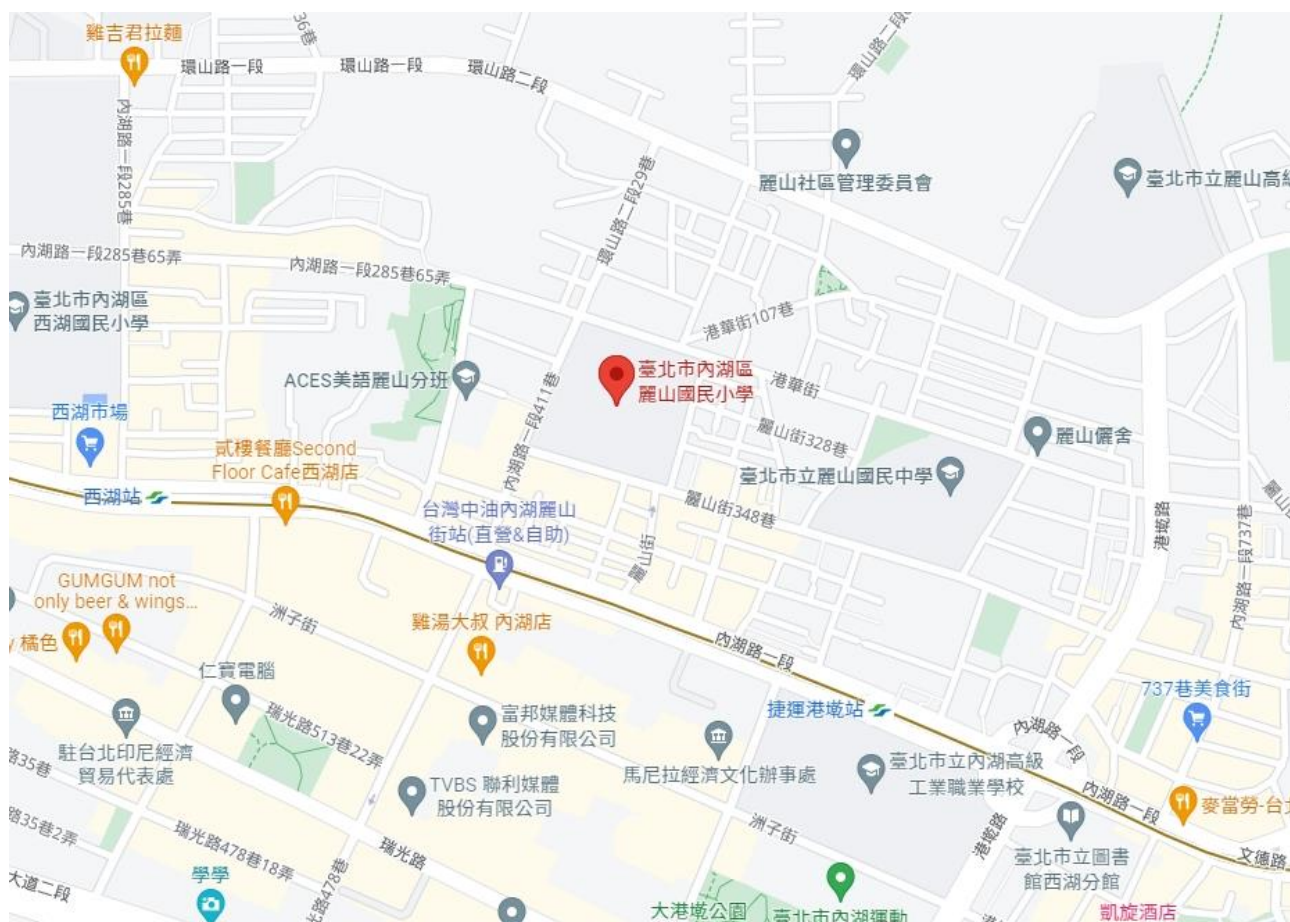 雞吉君拉麵
36巷
環山路一段
環山路一段
環山路二段
環山路二段
內湖路一段285巷
環山路二段29巷
麗山社區管理委員會
臺北市立麗山高級
內湖路一段285巷65弄
內湖路一段285巷65弄
臺北市內湖區
西湖國民小學
港華街107巷
ACES美語麗山分班
臺北市內湖區
麗山國民小學
港華街
內湖路一段411巷
西湖市場
貳樓餐廳Second
Floor Cafe西湖店
麗山街328巷
麗山儷舍
臺北市立麗山國民中學
西湖站
台灣中油內湖麗山
街站(直營&自助)
麗山街348巷
麗山街
港墘路
內湖路一段737巷
麗山
GUMGUM not
only beer & wings...
洲子街
雞湯大叔 內湖店
y 橘色
內湖路一段
仁寶電腦
737巷美食街
瑞光路513巷22弄
富邦媒體科技
股份有限公司
捷運港墘站
內湖路一段
駐台北印尼經濟
貿易代表處
馬尼拉經濟文化辦事處
臺北市立內湖高級
工業職業學校
路35巷
TVBS 聯利媒體
股份有限公司
內湖路一段
麥當勞-台北
路35巷2弄
瑞光路478巷18弄
瑞光路
洲子街
港墘路
臺北市立圖書
館西湖分館
文德路
大道二段
學學
光路478巷
大港墘公園
臺北市內湖運動
凱旋酒店